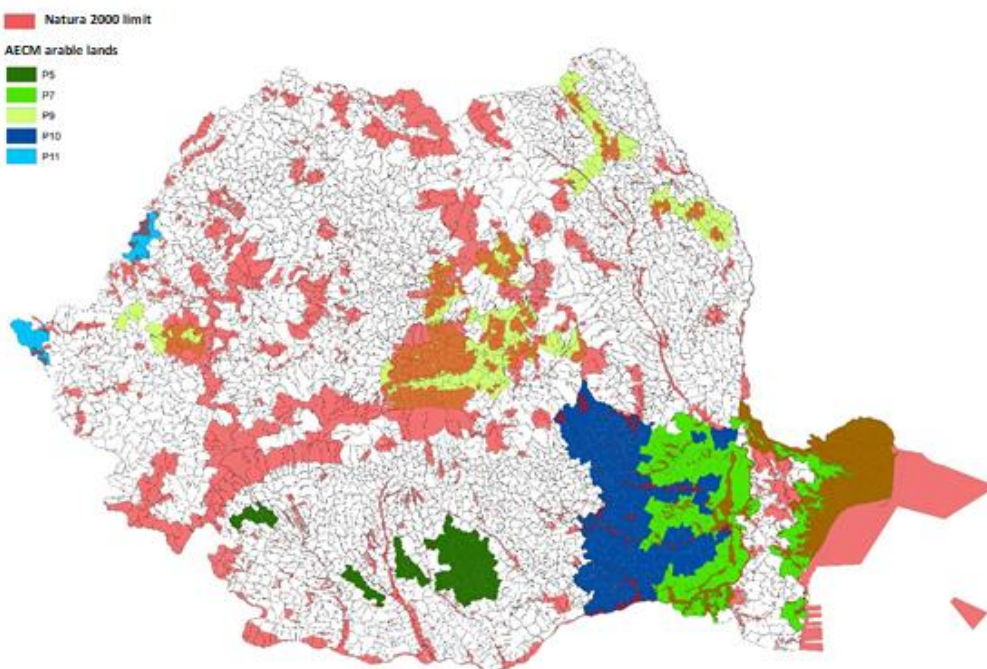 Natura 2000 limit
AECM arable lands
P5
P7
P9
P10
P11